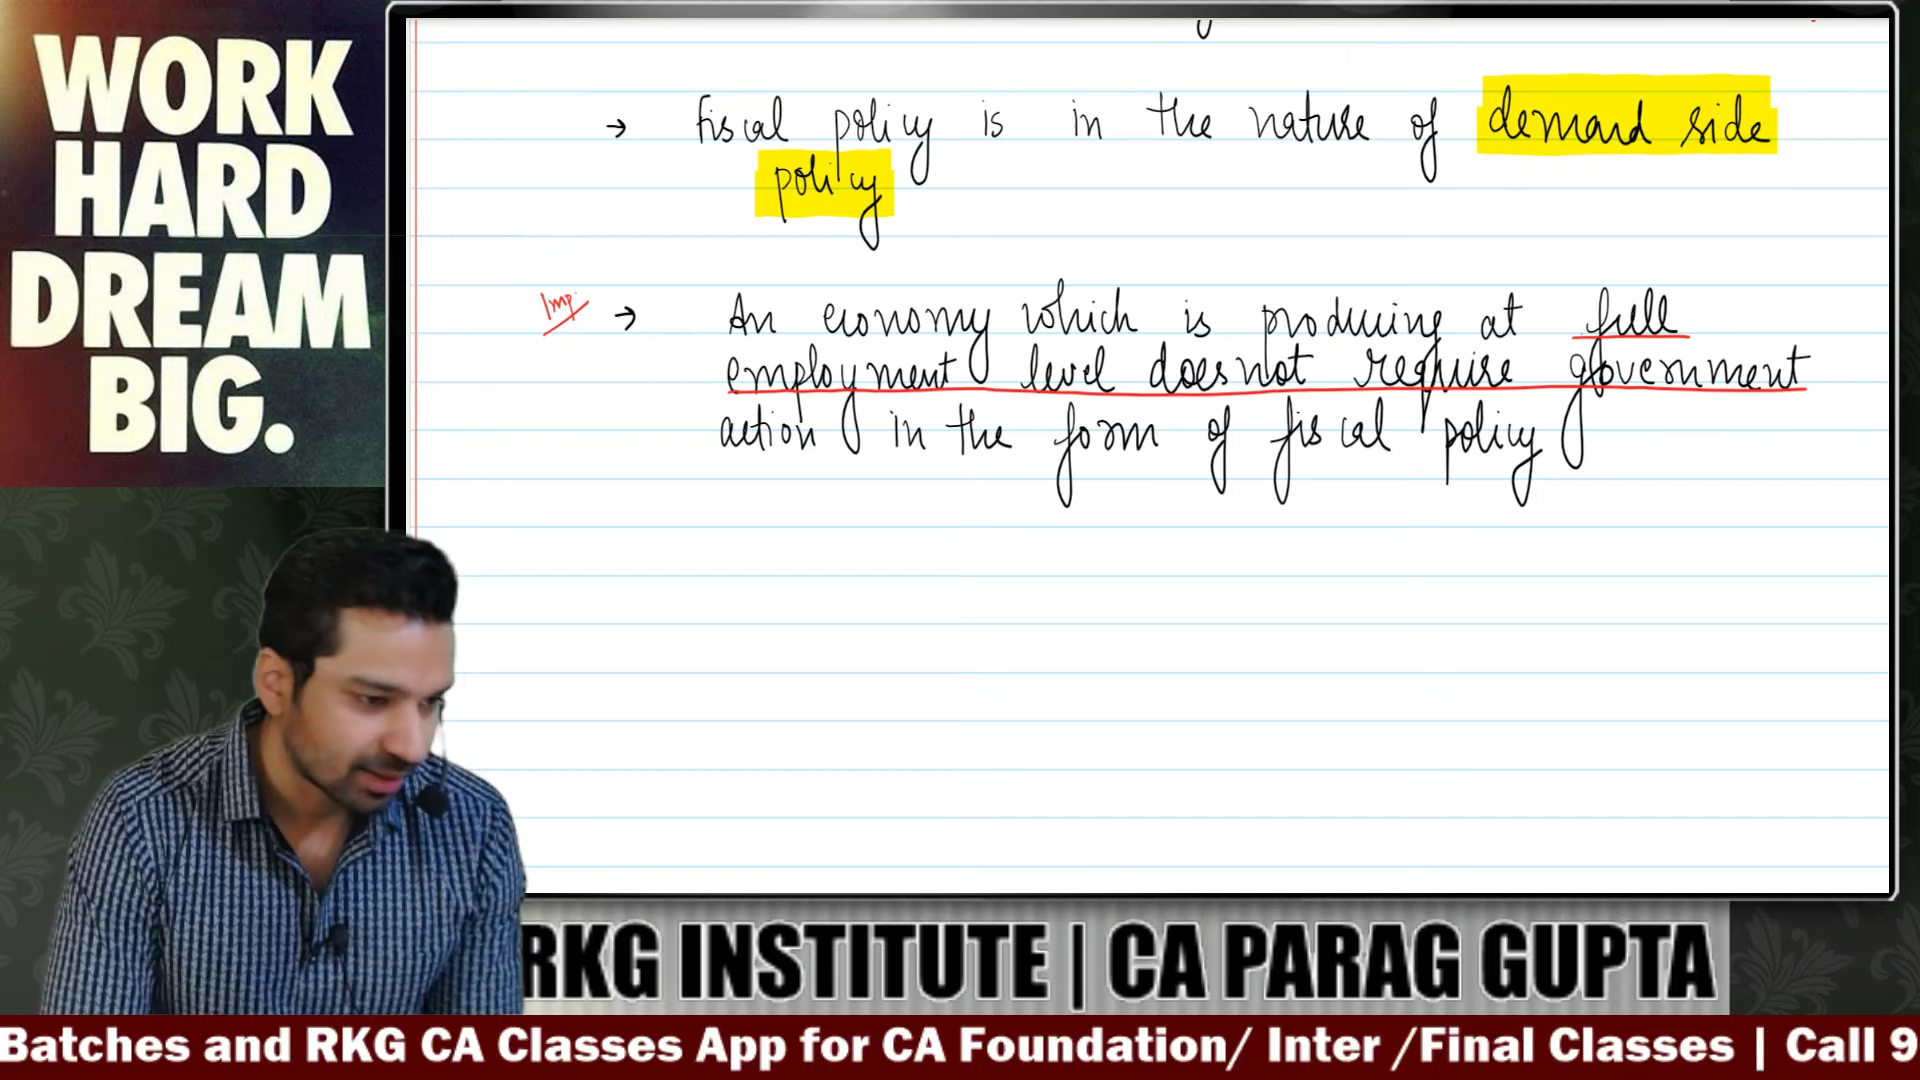 WORK
HARD
DREAM
BIG.
→ fiscal policy is in the nature of demand side
policy
Imp. → An economy which is producing at full
employment level does not require government
action in the form of fiscal policy
RKG INSTITUTE | CA PARAG GUPTA
Batches and RKG CA Classes App for CA Foundation/ Inter /Final Classes | Call 9